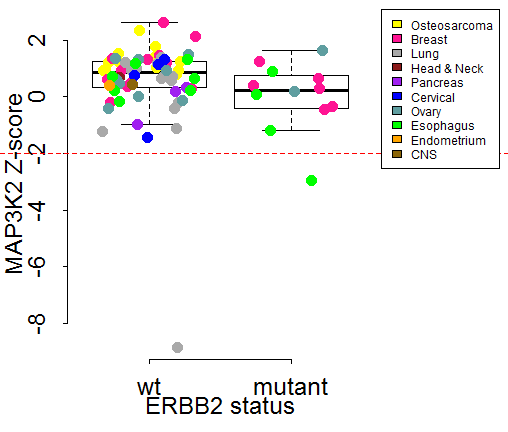 MAP3K2 Z-score
2
0
-2
-4
-6
-8
wt
mutant
ERBB2 status
Osteosarcoma
Breast
Lung
Head & Neck
Pancreas
Cervical
Ovary
Esophagus
Endometrium
CNS